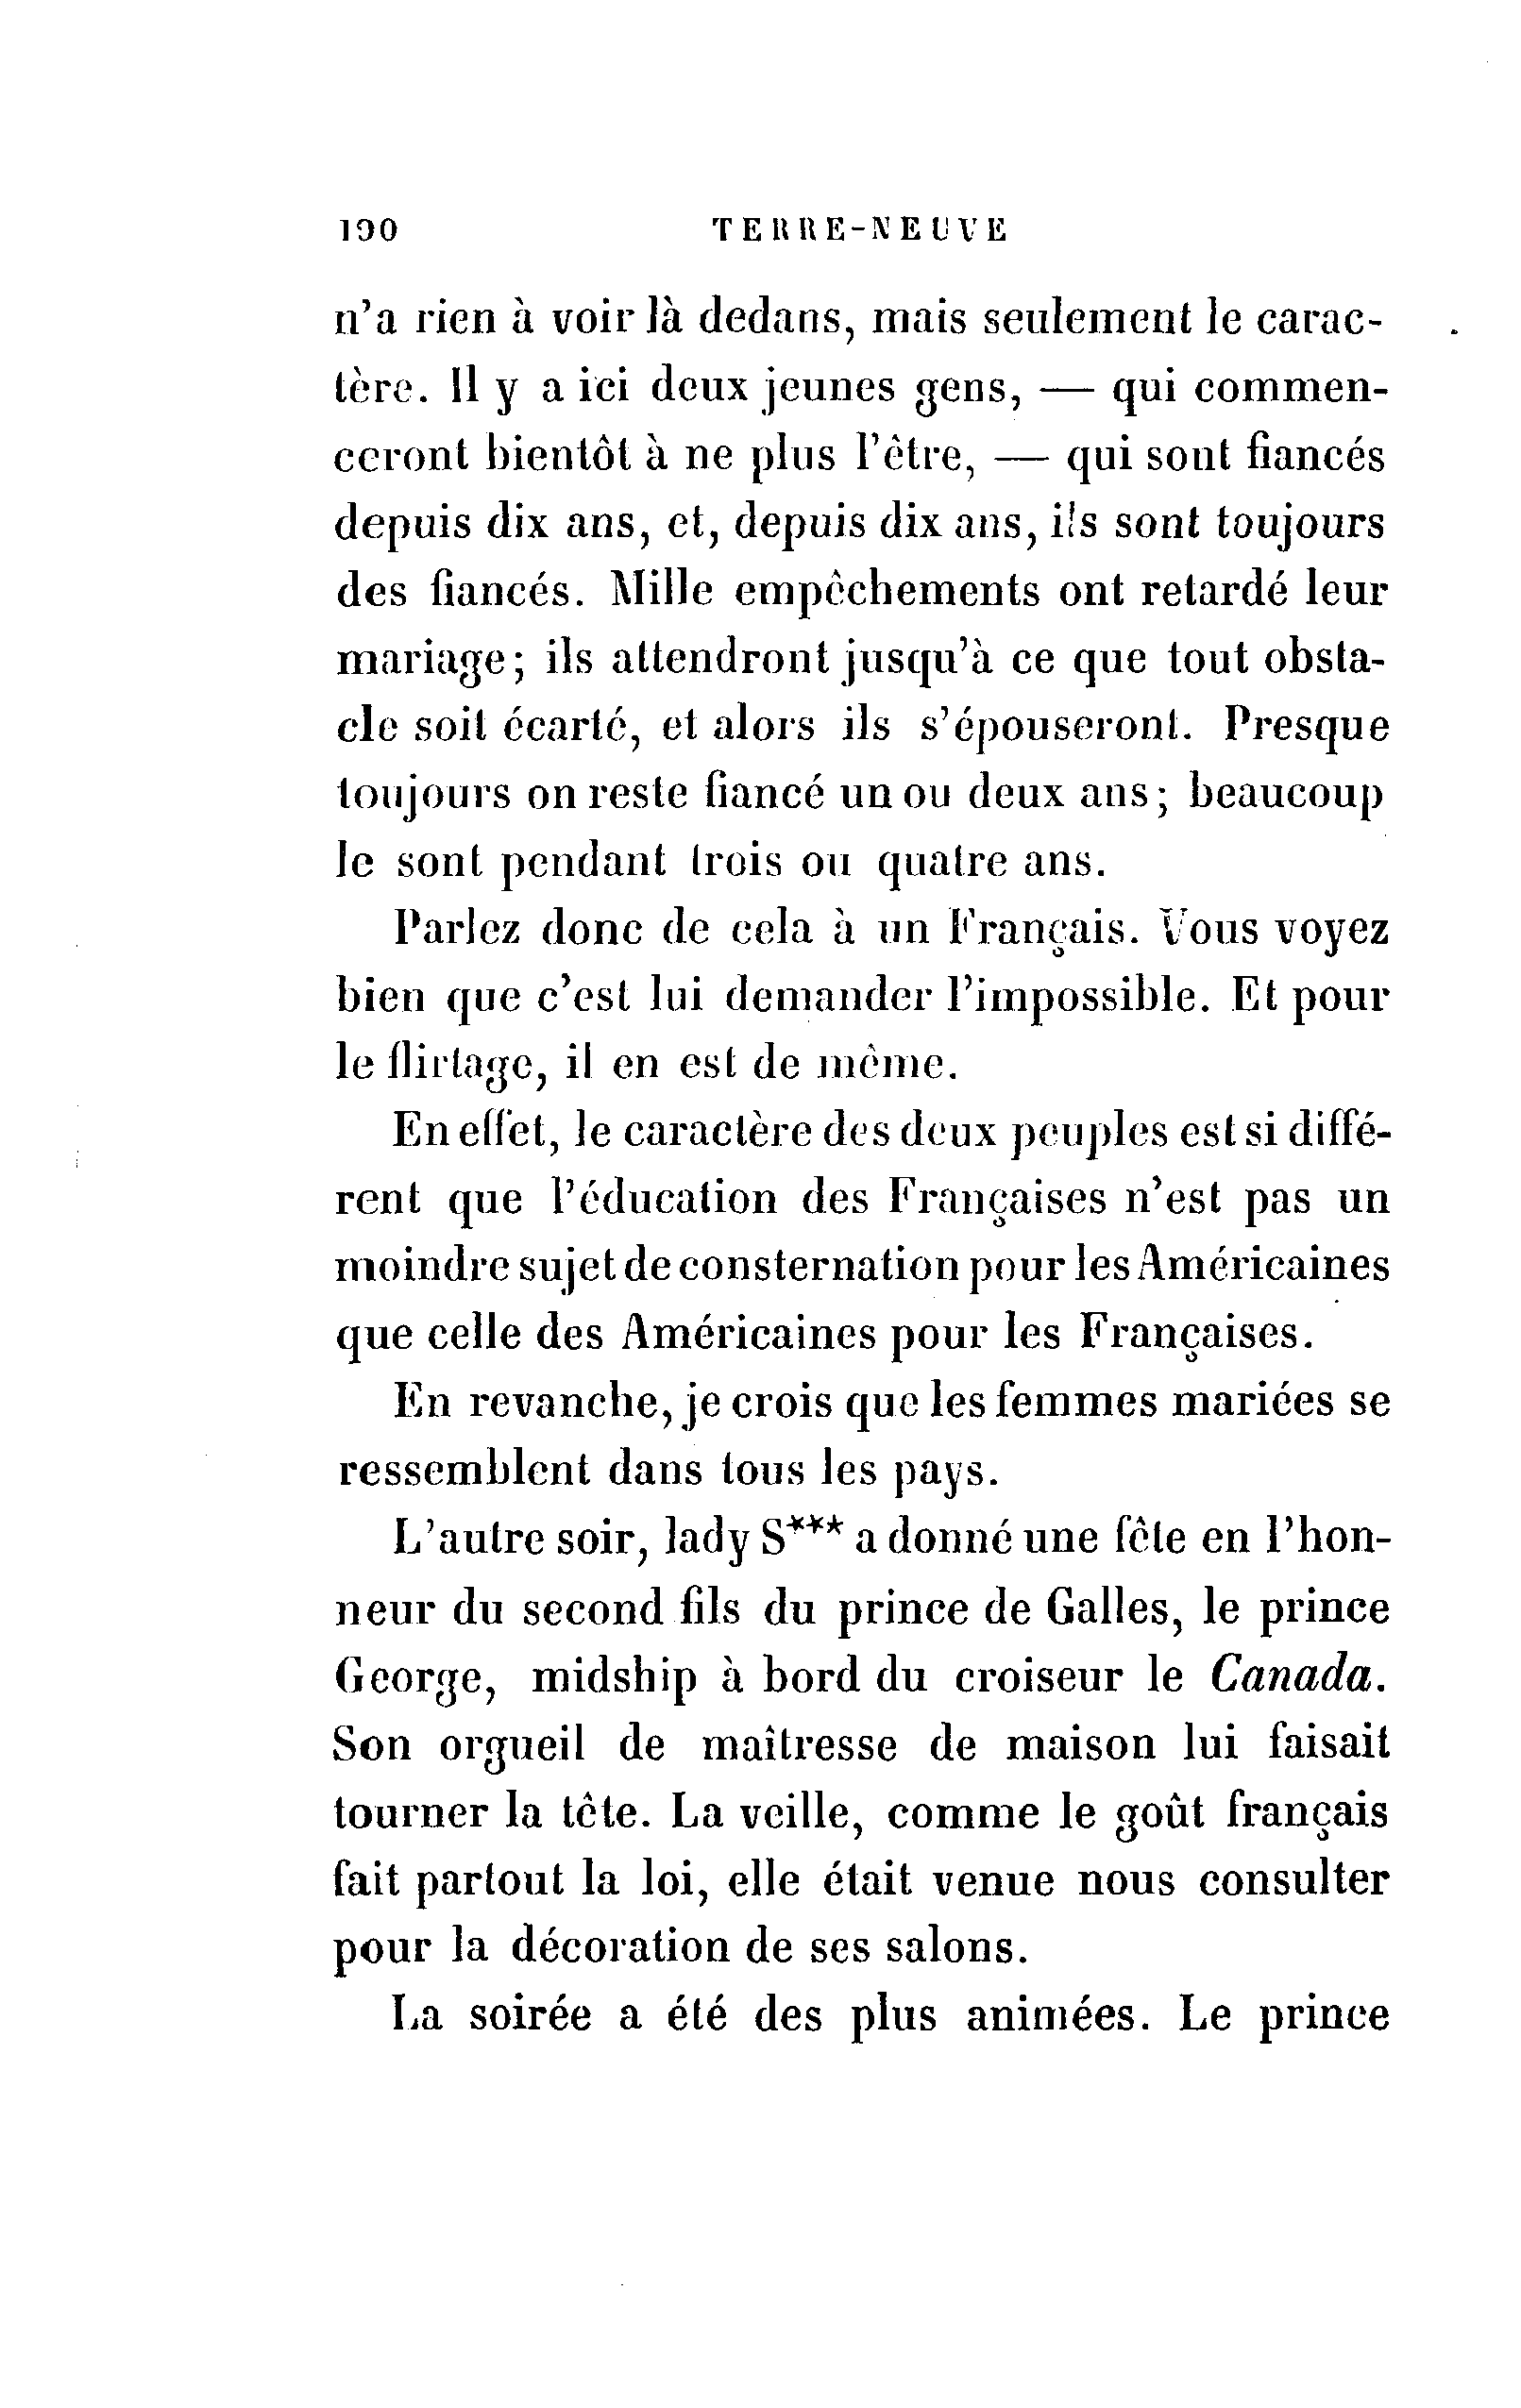 190 TERRE-NEUVE
n'a rien à voir là dedans, mais seulement le carac-
tère. Il y a ici deux jeunes gens, — qui commen-
ceront bientôt à ne plus l'être, — qui sont fiancés
depuis dix ans, et, depuis dix ans, ils sont toujours
des fiancés. Mille empêchements ont retardé leur
mariage; ils attendront jusqu'à ce que tout obsta-
cle soit écarté, et alors ils s'épouseront. Presque
toujours on reste fiancé un ou deux ans; beaucoup
le sont pendant trois ou quatre ans.
Parlez donc de cela à un Français. Vous voyez
bien que c'est lui demander l'impossible. Et pour
le flirtage, il en est de même.
En effet, le caractère des deux peuples est si diffé-
rent que l'éducation des Françaises n'est pas un
moindre sujet de consternation pour les Américaines
que celle des Américaines pour les Françaises.
En revanche, je crois que les femmes mariées se
ressemblent dans tous les pays.
L'autre soir, lady S*** a donné une fête en l'hon-
neur du second fils du prince de Galles, le prince
George, midship à bord du croiseur le Canada.
Son orgueil de maîtresse de maison lui faisait
tourner la tête. La veille, comme le goût français
fait partout la loi, elle était venue nous consulter
pour la décoration de ses salons.
La soirée a été des plus animées. Le prince